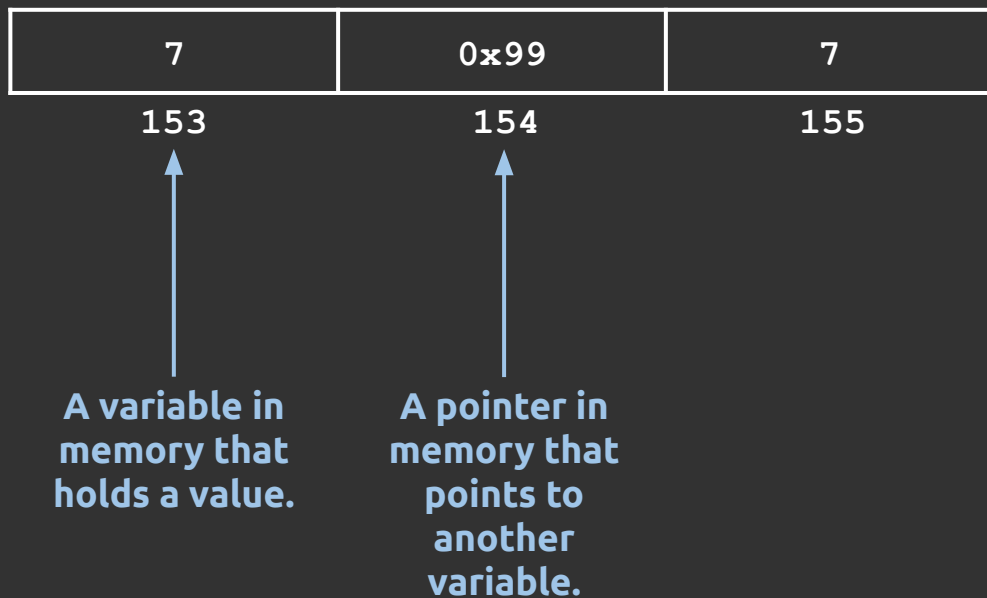 7 0x99 7
153 154 155
A variable in
memory that
holds a value.
A pointer in
memory that
points to
another
variable.